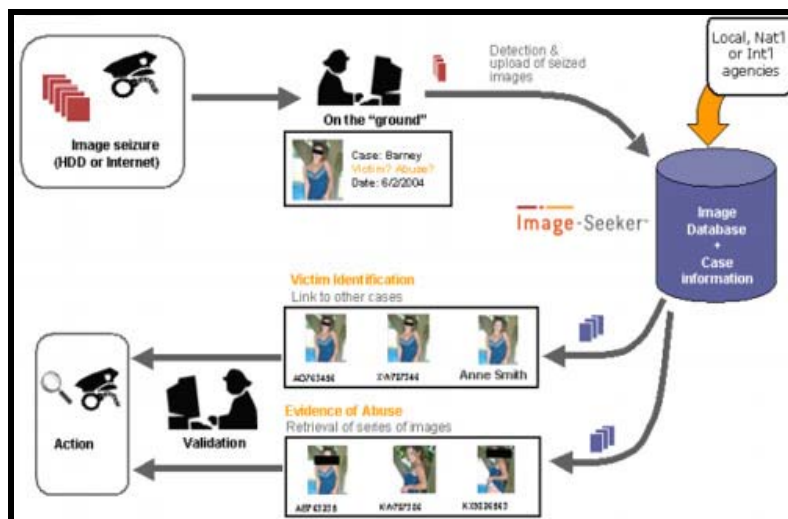 Image seizure
(HDD or Internet)
On the "ground"
Case: Barney
Victim? Abuse?
Date: 6/2/2004
Detection &
upload of seized
images
Local, Nat'l
or Int'l
agencies
Image-Seeker™
Image
Database
+
Case
information
Victim Identification
Link to other cases
Anne Smith
Action
Validation
Evidence of Abuse
Retrieval of series of images